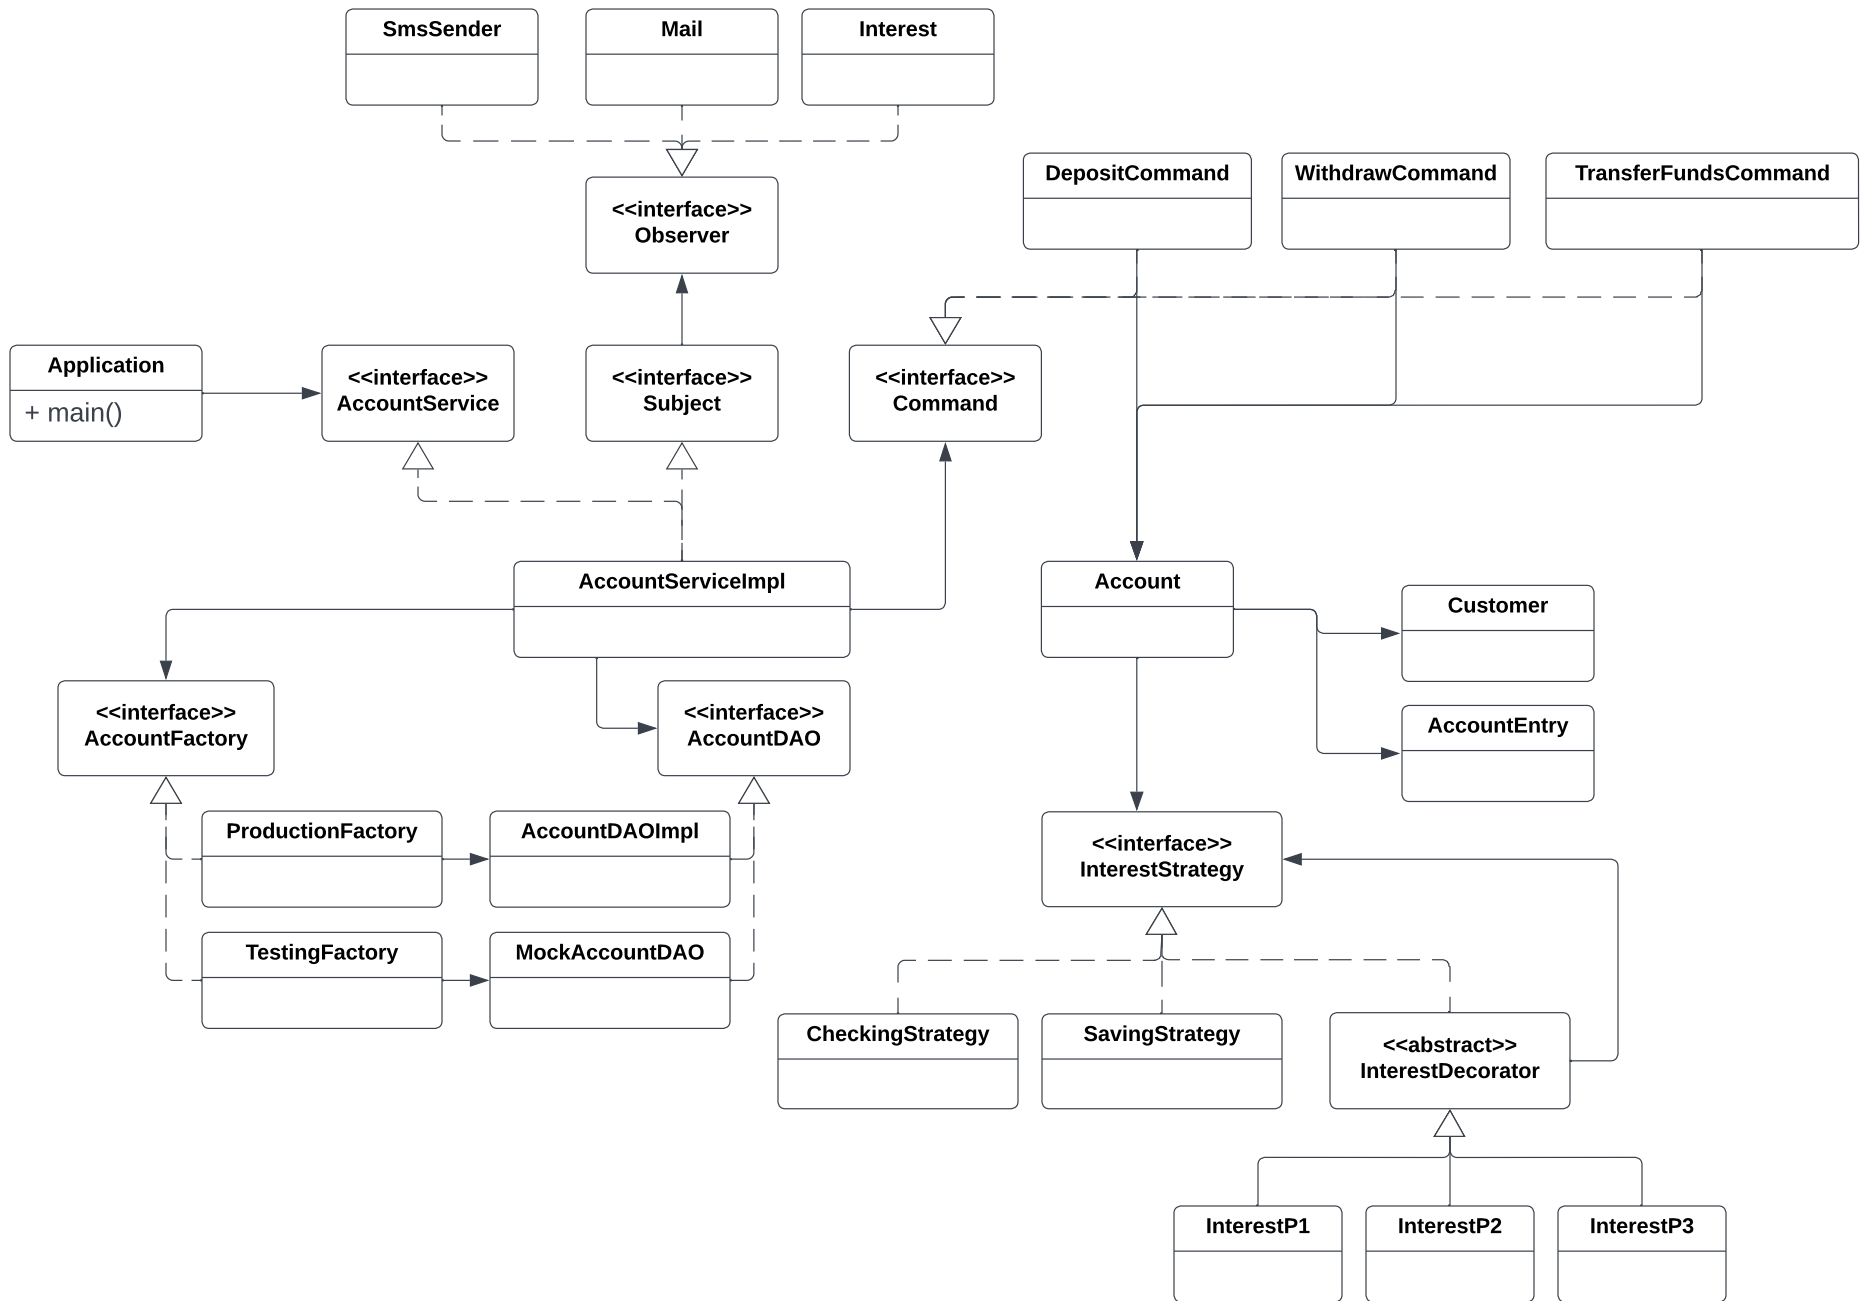 SmsSender
Mail
Interest
DepositCommand
WithdrawCommand
TransferFundsCommand
<<interface>>
Observer
Application
+ main()
<<interface>>
AccountService
<<interface>>
Subject
<<interface>>
Command
AccountServiceImpl
Account
Customer
<<interface>>
AccountFactory
<<interface>>
AccountDAO
AccountEntry
ProductionFactory
AccountDAOImpl
<<interface>>
InterestStrategy
TestingFactory
MockAccountDAO
CheckingStrategy
SavingStrategy
<<abstract>>
InterestDecorator
InterestP1
InterestP2
InterestP3